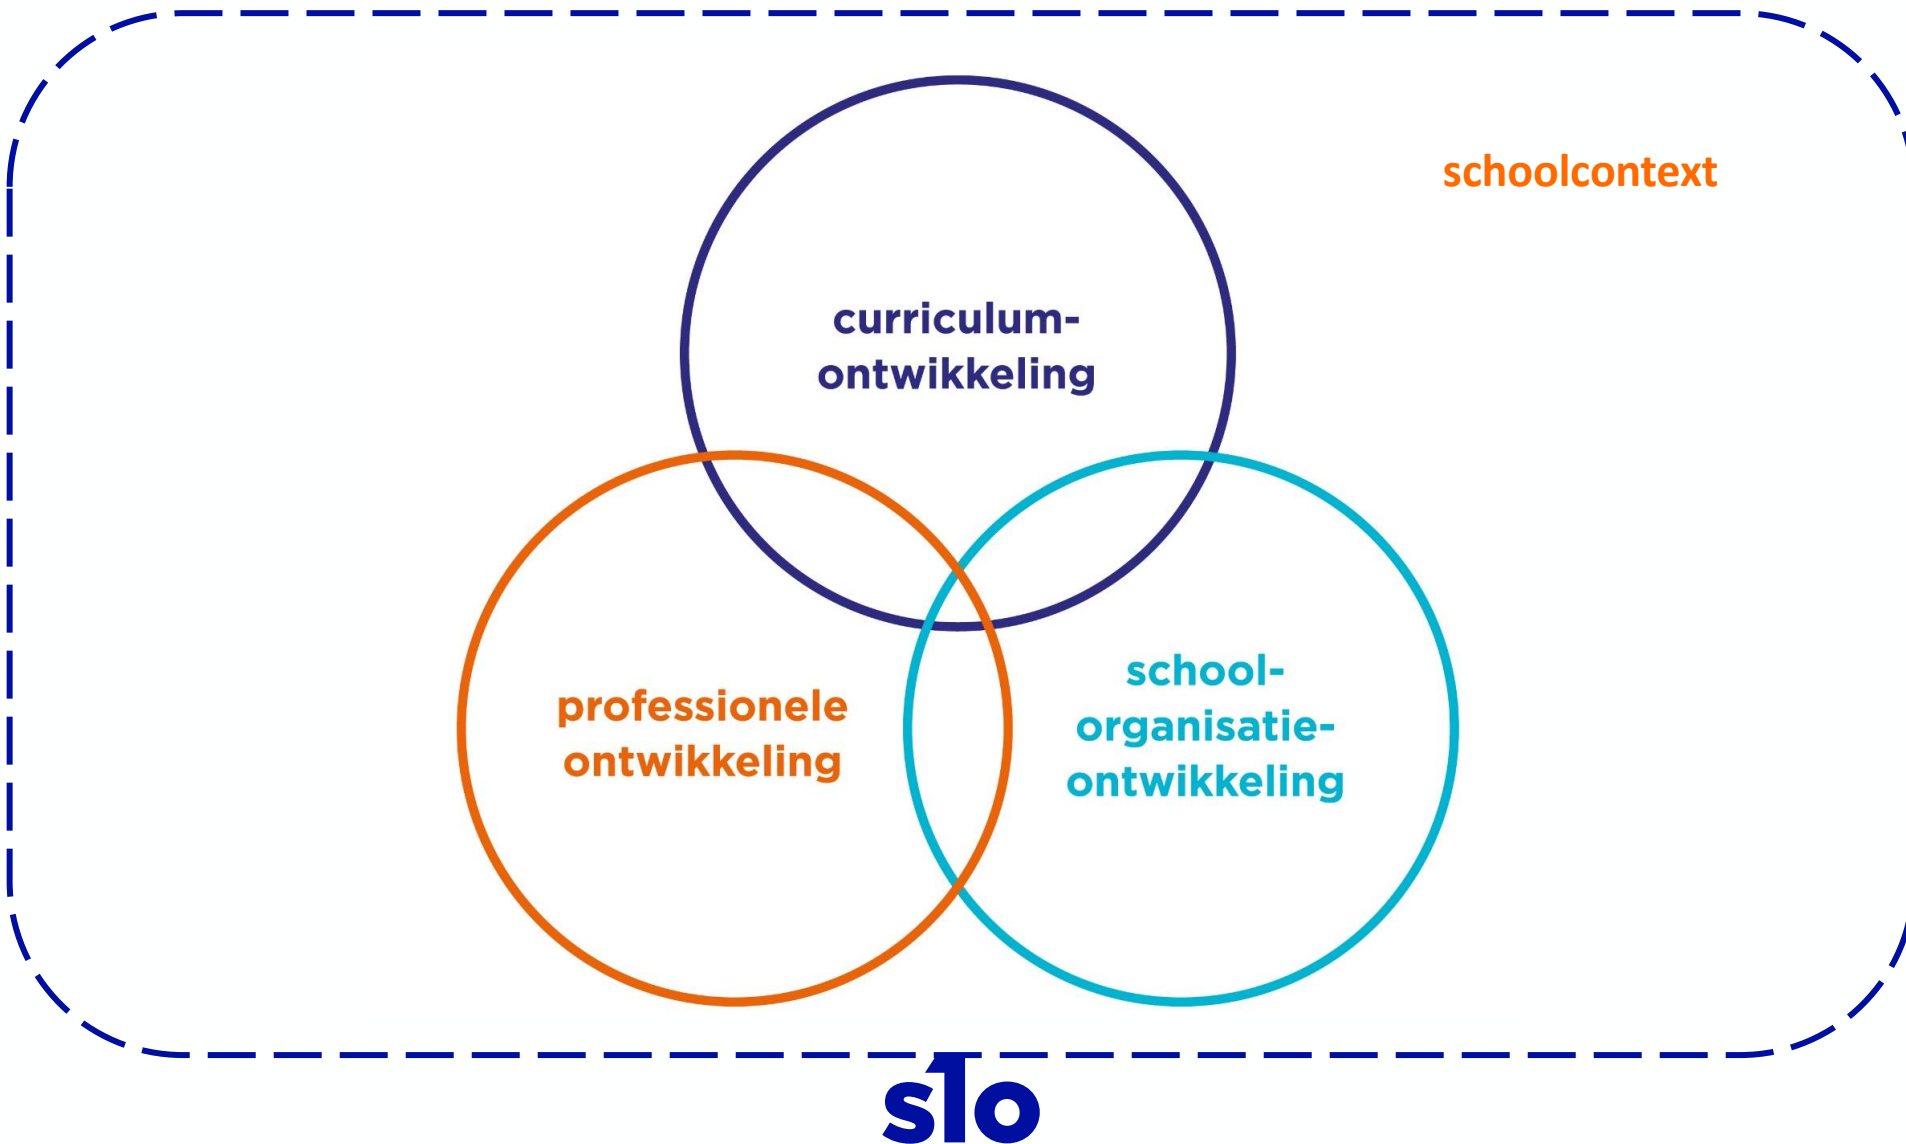 schoolcontext
curriculum-
ontwikkeling
professionele
ontwikkeling
school-
organisatie-
ontwikkeling
slo